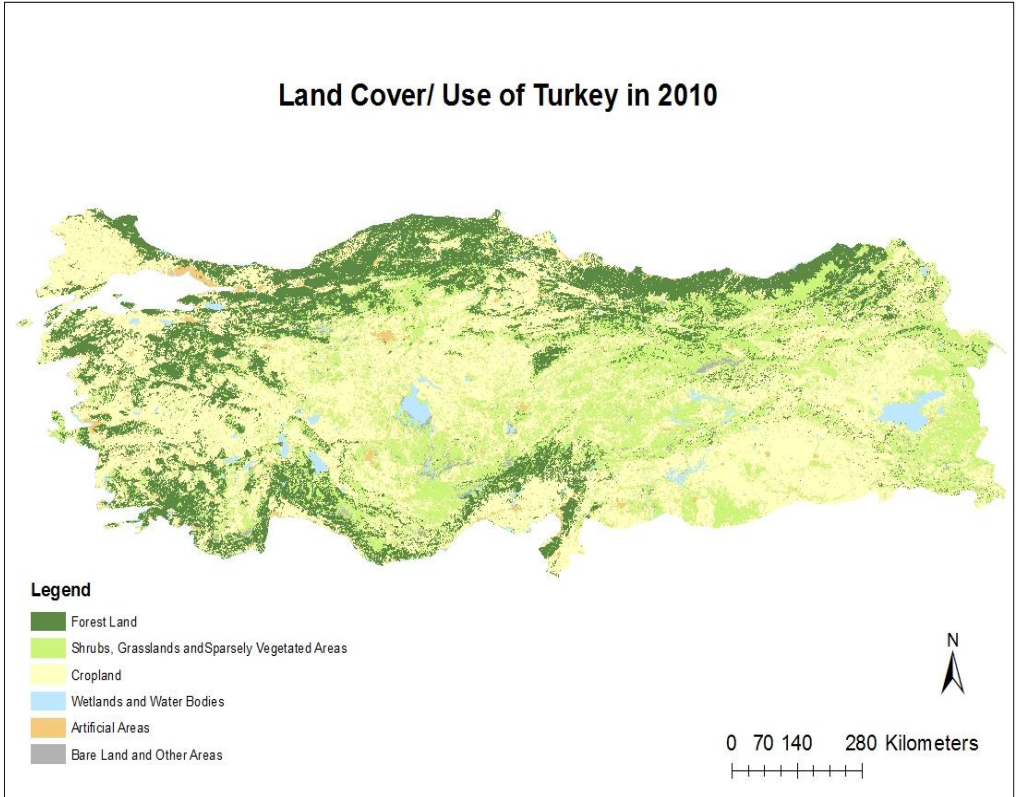 Land Cover/ Use of Turkey in 2010
Legend
Forest Land
Shrubs, Grasslands andSparsely Vegetated Areas
Cropland
Wetlands and Water Bodies
Artificial Areas
Bare Land and Other Areas
N
0 70 140 280 Kilometers